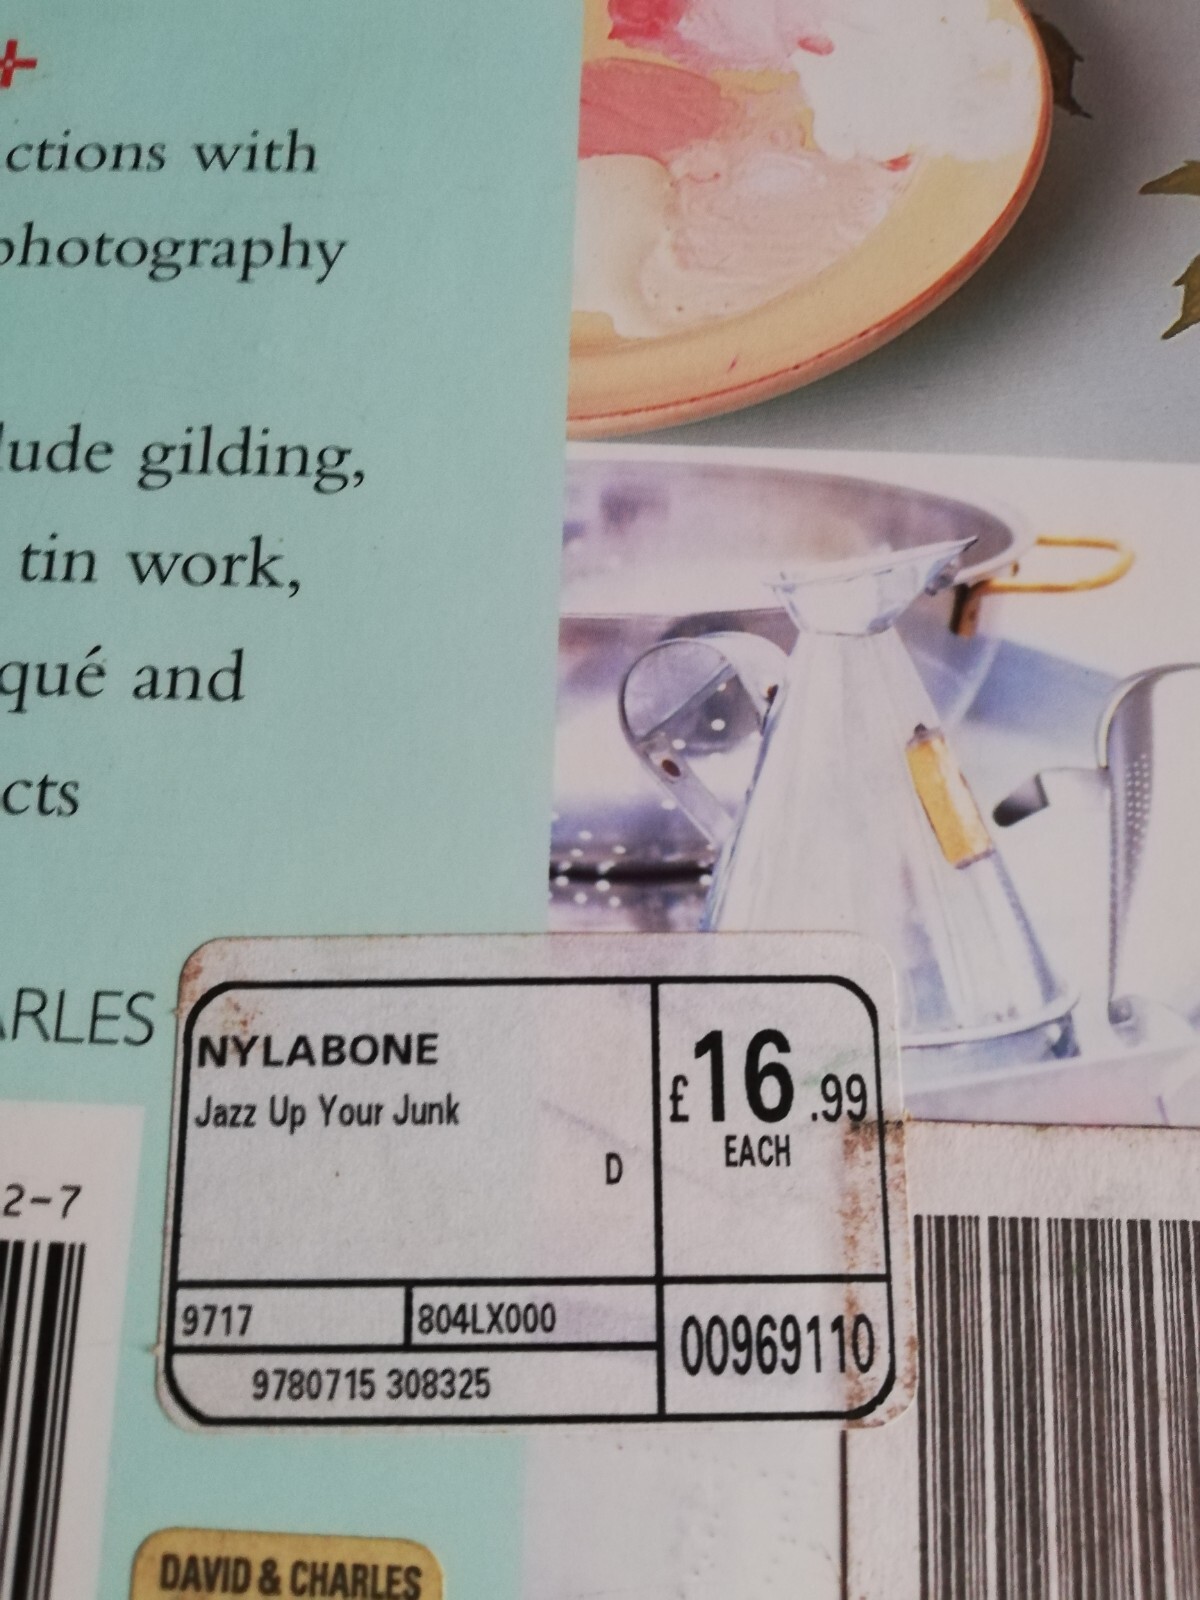 ctions with
photography
lude gilding,
tin work,
qué and
cts
ARLES
NYLABONE
Jazz Up Your Junk
D
£16.99
EACH
2-7
9717
804LX000
00969110
9780715 308325
DAVID & CHARLES